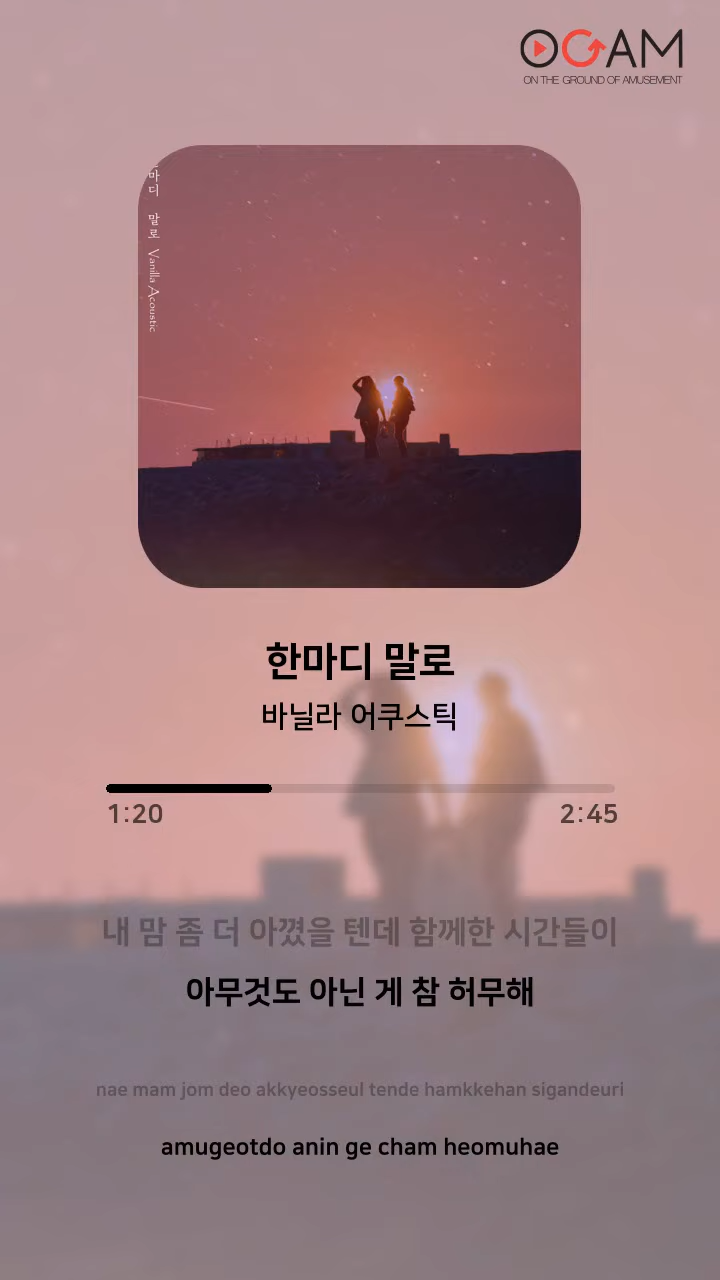 OGAM
ON THE GROUND OF AMUSEMENT
마디 말로 Vanilla Acoustic
한마디 말로
바닐라 어쿠스틱
1:20 2:45
내 맘 좀 더 아꼈을 텐데 함께한 시간들이
아무것도 아닌 게 참 허무해
nae mam jom deo akkyeosseul tende hamkkehan sigandeuri
amugeotdo anin ge cham heomuhae